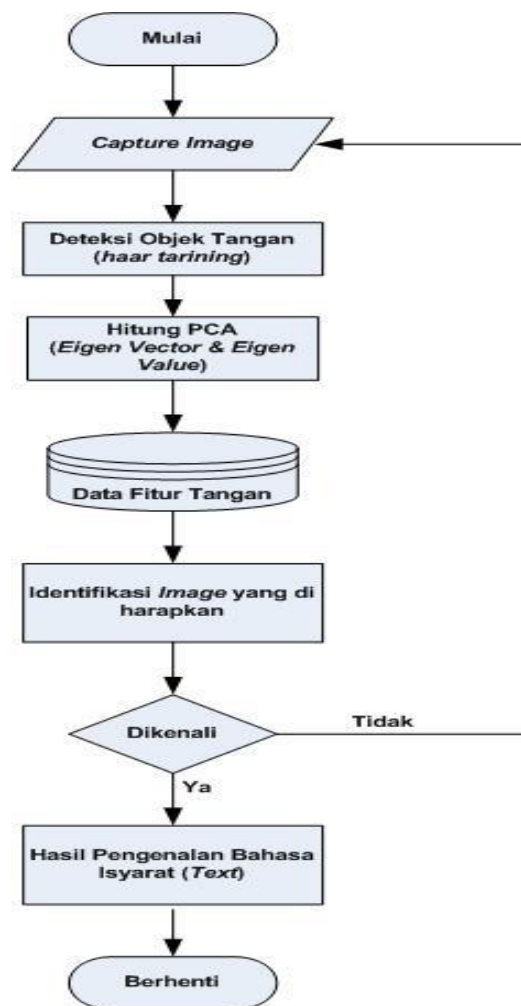 Mulai
Capture Image
Deteksi Objek Tangan
(haar tarining)
Hitung PCA
(Eigen Vector & Eigen
Value)
Data Fitur Tangan
Identifikasi Image yang di
harapkan
Dikenali
Tidak
Ya
Hasil Pengenalan Bahasa
Isyarat (Text)
Berhenti